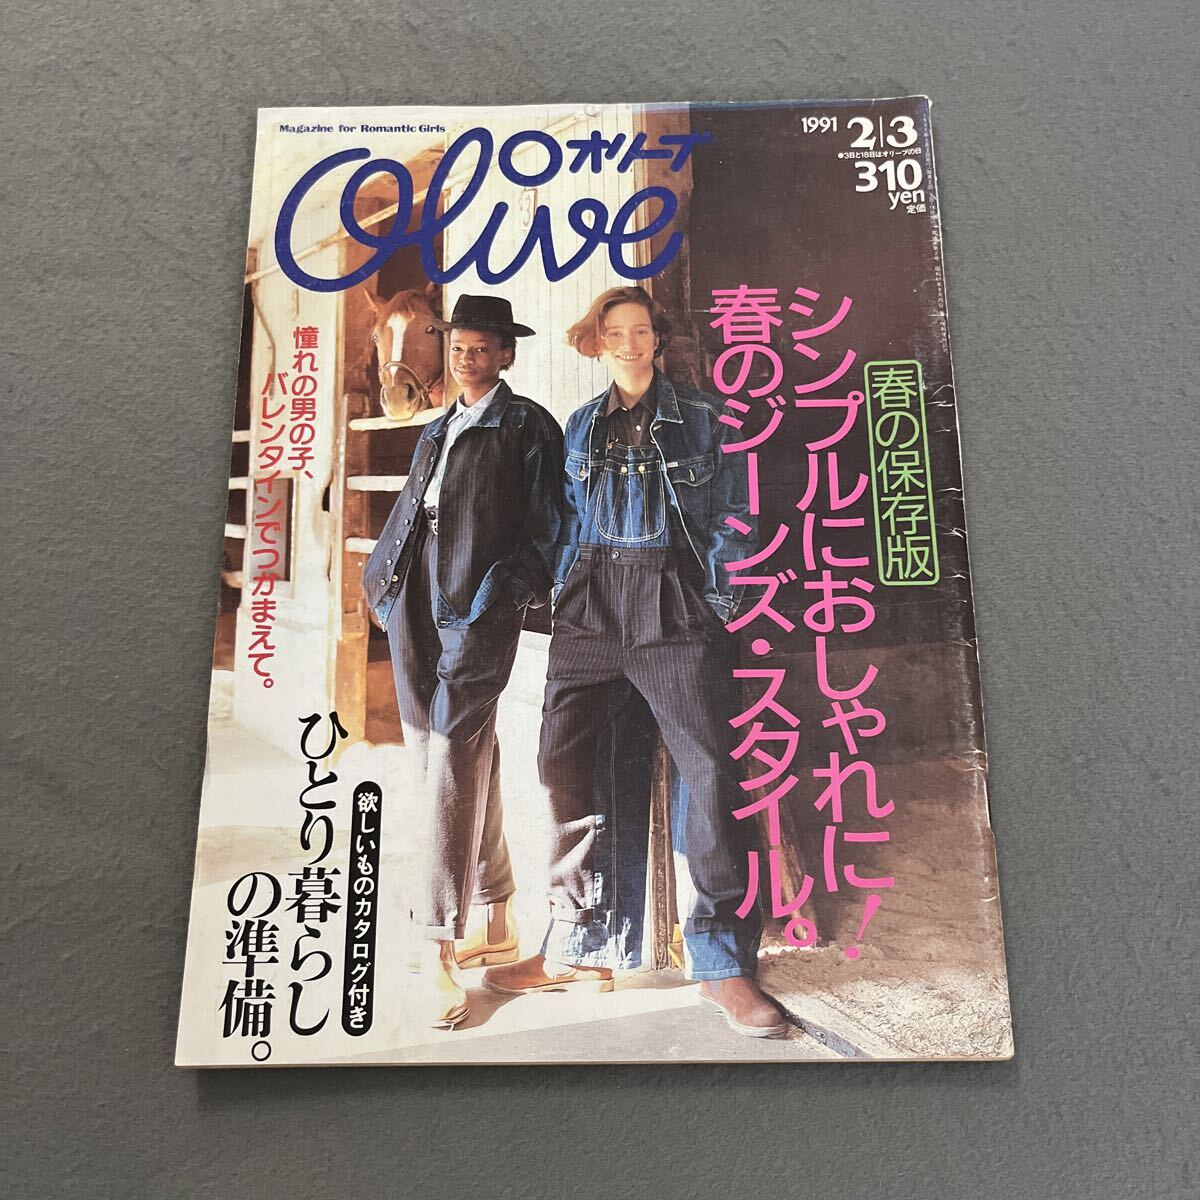 Magazine for Romantic Girls
Olive
オリーブ
1991 2/3
●3日と18日はオリーブの日
310
yen
定価
春の保存版
シンプルにおしゃれに！
春のジーンズ・スタイル。
憧れの男の子、
バレンタインでつかまえて。
欲しいものカタログ付き
ひとり暮らし
の準備。
3